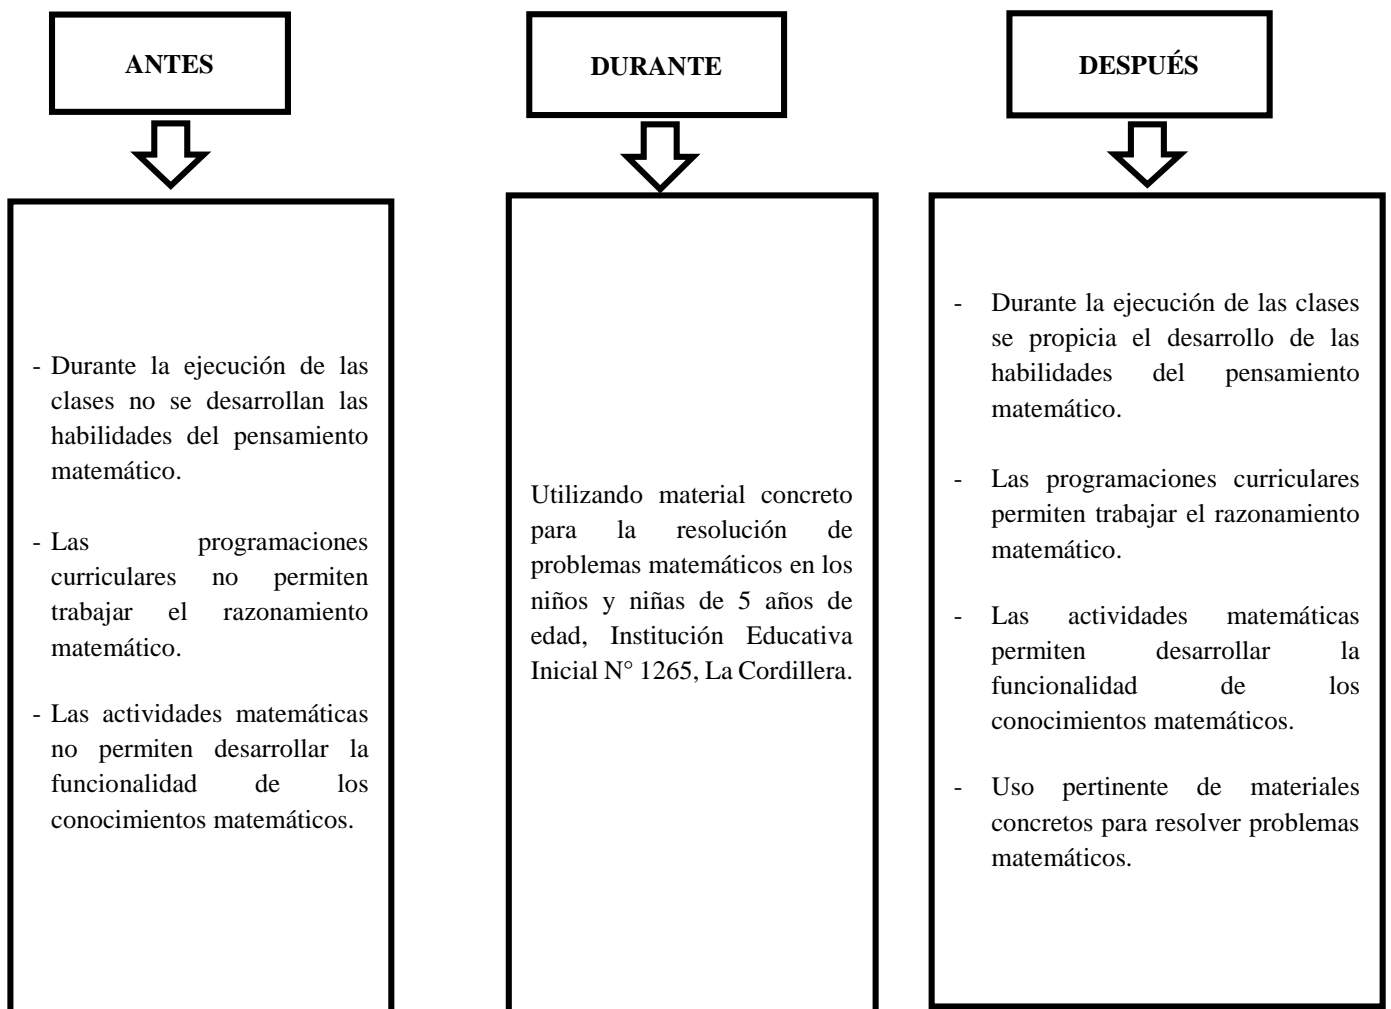 ANTES
- Durante la ejecución de las
clases no se desarrollan las
habilidades del pensamiento
matemático.
- Las programaciones
curriculares no permiten
trabajar el razonamiento
matemático.
- Las actividades matemáticas
no permiten desarrollar la
funcionalidad de los
conocimientos matemáticos.
DURANTE
Utilizando material concreto
para la resolución de
problemas matemáticos en los
niños y niñas de 5 años de
edad, Institución Educativa
Inicial N° 1265, La Cordillera.
DESPUÉS
- Durante la ejecución de las clases
se propicia el desarrollo de las
habilidades del pensamiento
matemático.
- Las programaciones curriculares
permiten trabajar el razonamiento
matemático.
- Las actividades matemáticas
permiten desarrollar la
funcionalidad de los
conocimientos matemáticos.
- Uso pertinente de materiales
concretos para resolver problemas
matemáticos.